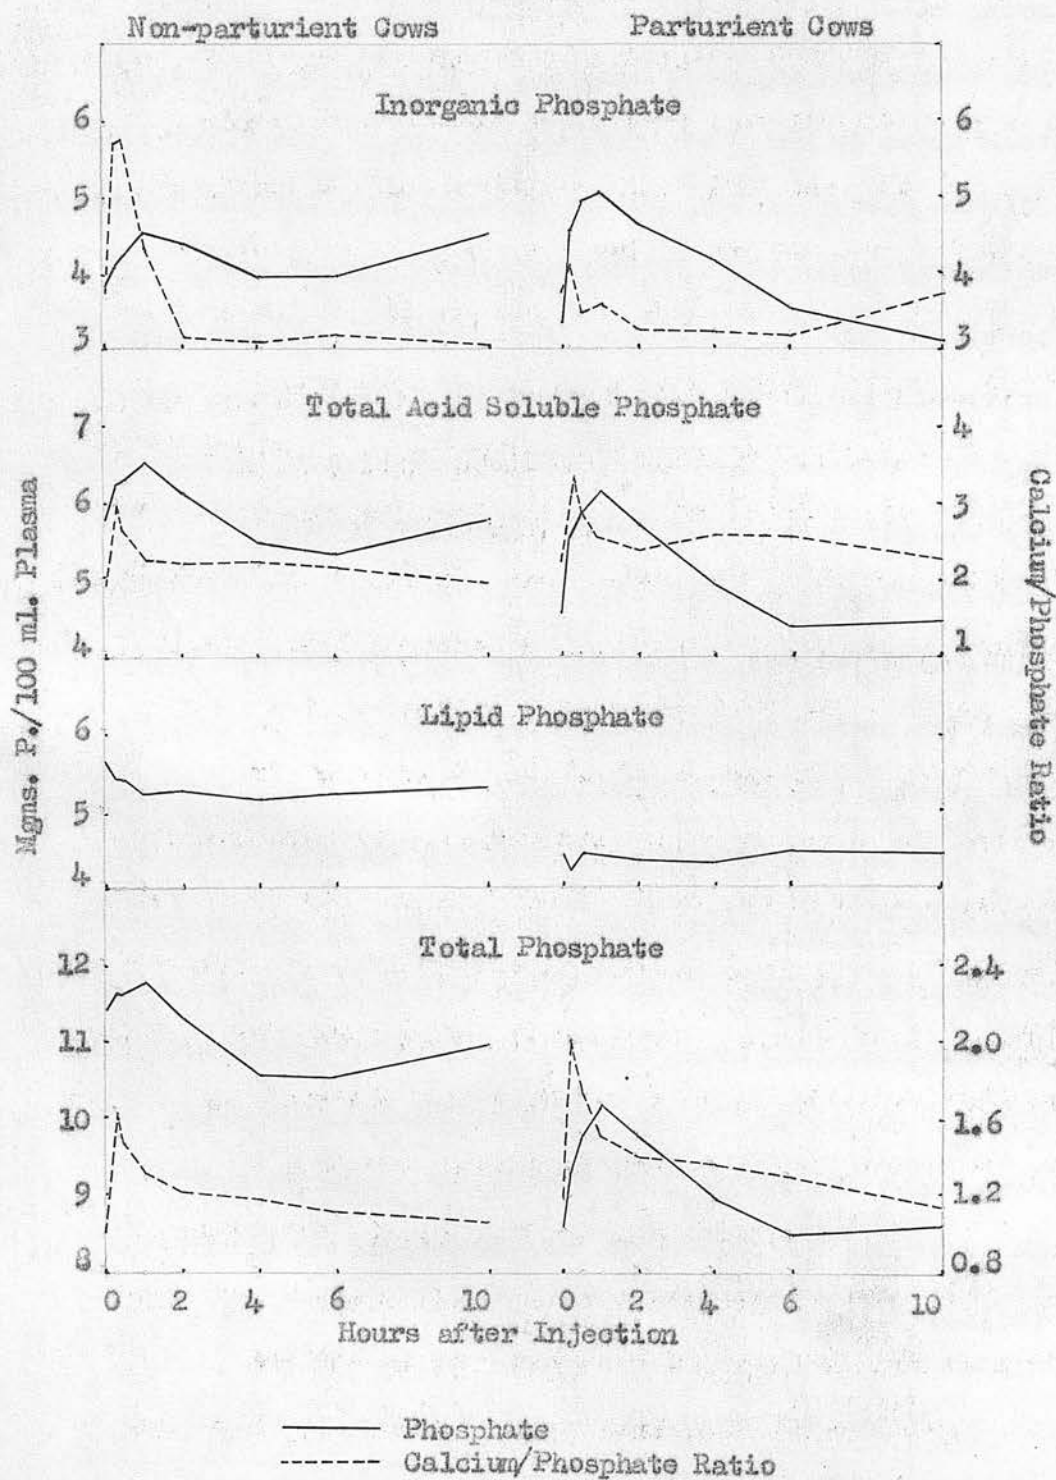 Non-parturient Cows Parturient Cows
Inorganic Phosphate
6 6
5 5
4 4
3 3
Total Acid Soluble Phosphate
7 4
6 3
5 2
4 1
Mgms. P./100 ml. Plasma
Calcium/Phosphate Ratio
Lipid Phosphate
6
5
4
Total Phosphate
12 2.4
11 2.0
10 1.6
9 1.2
8 0.8
0 2 4 6 10 0 2 4 6 10
Hours after Injection
Phosphate
Calcium/Phosphate Ratio